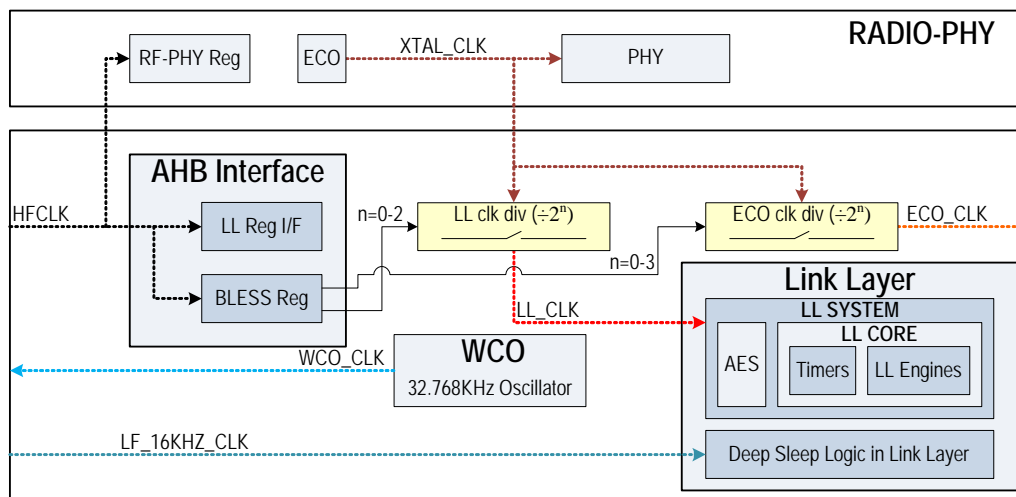 RADIO-PHY
RF-PHY Reg
ECO
XTAL_CLK
PHY
AHB Interface
HFCLK
LL Reg I/F
n=0-2
LL clk div (÷2ⁿ)
ECO clk div (÷2ⁿ)
ECO_CLK
n=0-3
BLESS Reg
Link Layer
LL_CLK
LL SYSTEM
LL CORE
AES
Timers
LL Engines
WCO_CLK
WCO
32.768KHz Oscillator
LF_16KHZ_CLK
Deep Sleep Logic in Link Layer